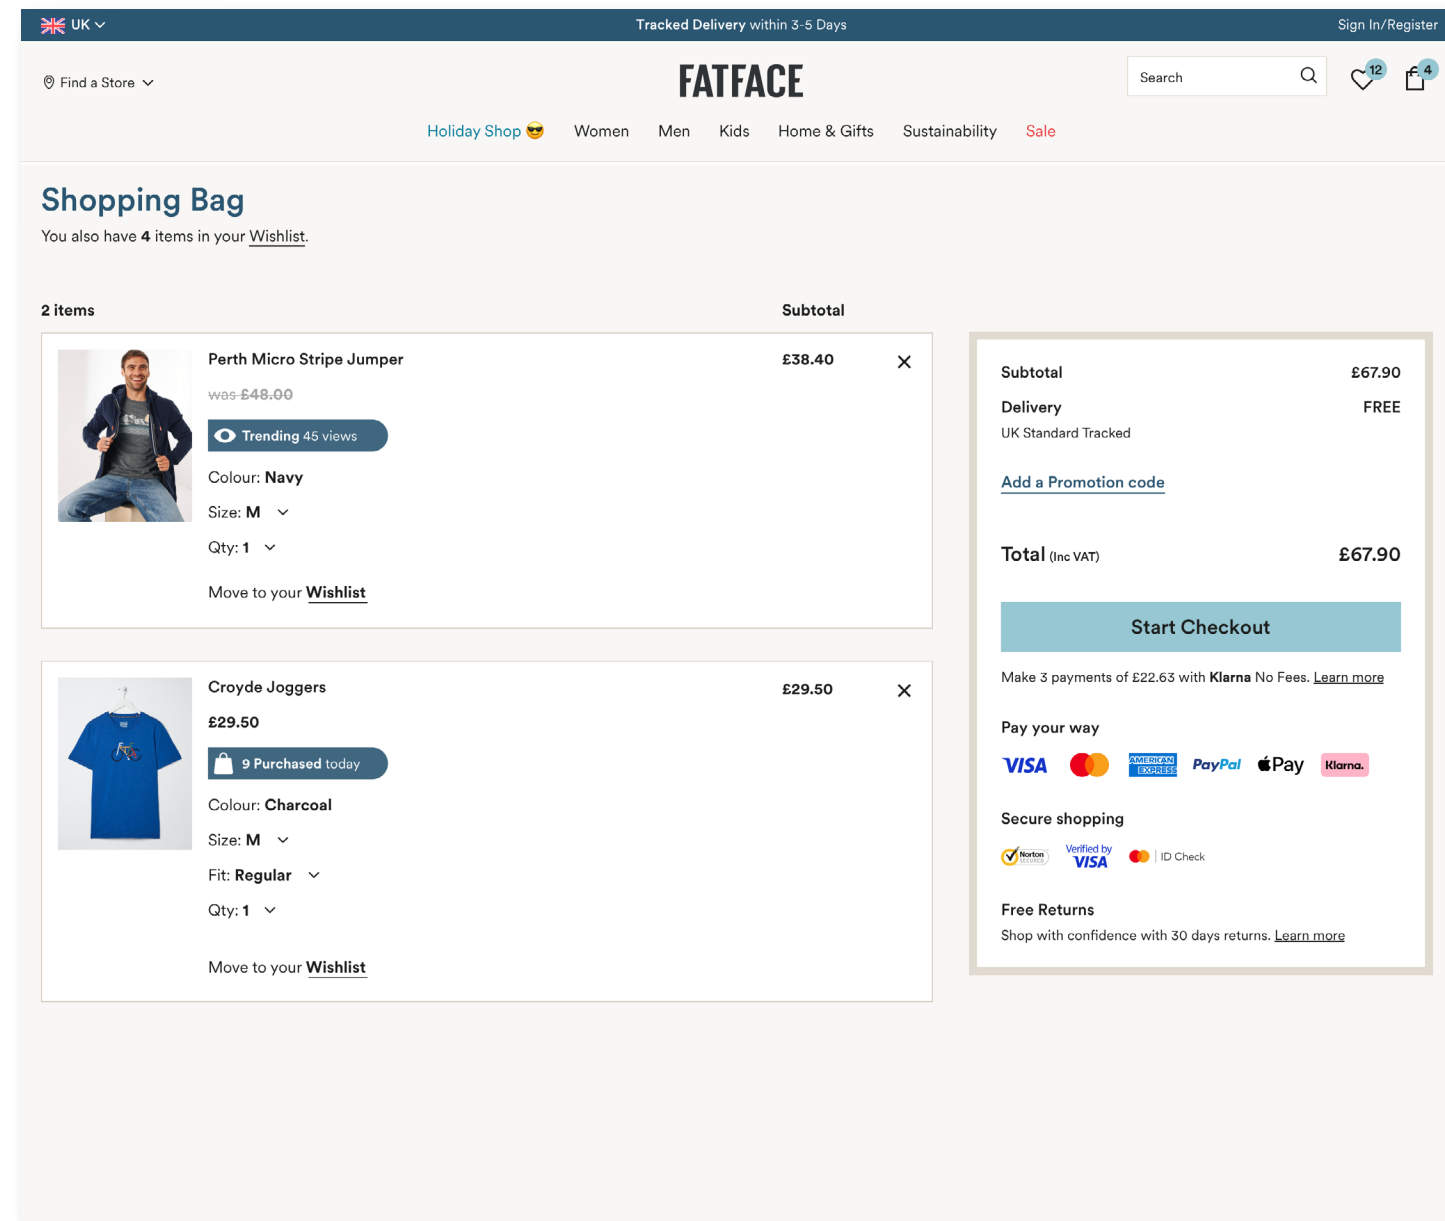 UK
Tracked Delivery within 3-5 Days
Sign In/Register
Find a Store
FATFACE
Search
12
4
Holiday Shop 😎 Women Men Kids Home & Gifts Sustainability Sale
Shopping Bag
You also have 4 items in your Wishlist.
2 items
Subtotal
Perth Micro Stripe Jumper
£38.40
was £48.00
Trending 45 views
Colour: Navy
Size: M
Qty: 1
Move to your Wishlist
Croyde Joggers
£29.50
£29.50
9 Purchased today
Colour: Charcoal
Size: M
Fit: Regular
Qty: 1
Move to your Wishlist
Subtotal £67.90
Delivery FREE
UK Standard Tracked
Add a Promotion code
Total (Inc VAT) £67.90
Start Checkout
Make 3 payments of £22.63 with Klarna No Fees. Learn more
Pay your way
VISA
AMERICAN EXPRESS
PayPal
Pay
Klarna.
Secure shopping
Norton
SECURED
Verified by
VISA
ID Check
Free Returns
Shop with confidence with 30 days returns. Learn more